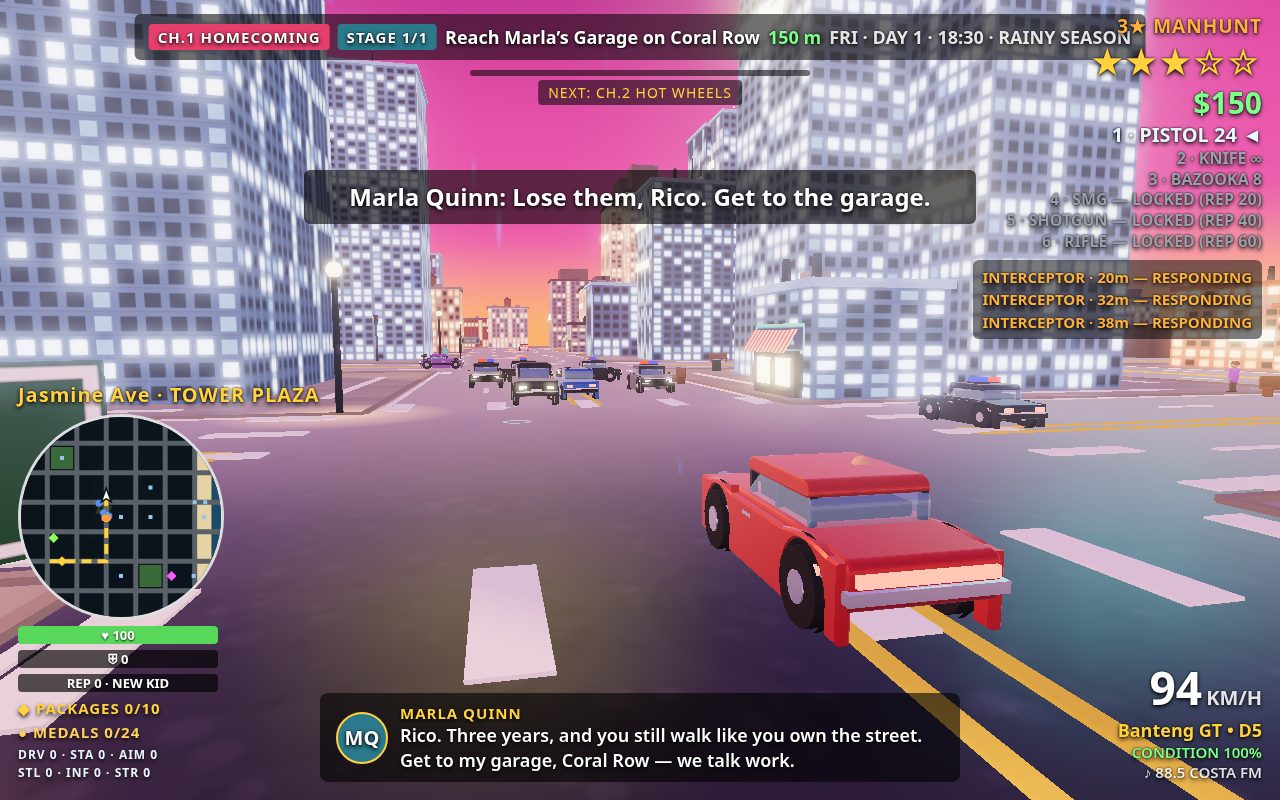 CH.1 HOMECOMING STAGE 1/1 Reach Marla's Garage on Coral Row 150 m FRI · DAY 1 · 18:30 · RAINY SEASON
3★ MANHUNT
★★★☆☆
NEXT: CH.2 HOT WHEELS
$150
1 · PISTOL 24 ◄
2 · KNIFE ∞
3 · BAZOOKA 8
4 · SMG — LOCKED (REP 20)
5 · SHOTGUN — LOCKED (REP 40)
6 · RIFLE — LOCKED (REP 60)
Marla Quinn: Lose them, Rico. Get to the garage.
INTERCEPTOR · 20m — RESPONDING
INTERCEPTOR · 32m — RESPONDING
INTERCEPTOR · 38m — RESPONDING
Jasmine Ave · TOWER PLAZA
♥ 100
⛨ 0
REP 0 · NEW KID
◆ PACKAGES 0/10
● MEDALS 0/24
DRV 0 · STA 0 · AIM 0
STL 0 · INF 0 · STR 0
MQ
MARLA QUINN
Rico. Three years, and you still walk like you own the street.
Get to my garage, Coral Row — we talk work.
94 KM/H
Banteng GT • D5
CONDITION 100%
♪ 88.5 COSTA FM